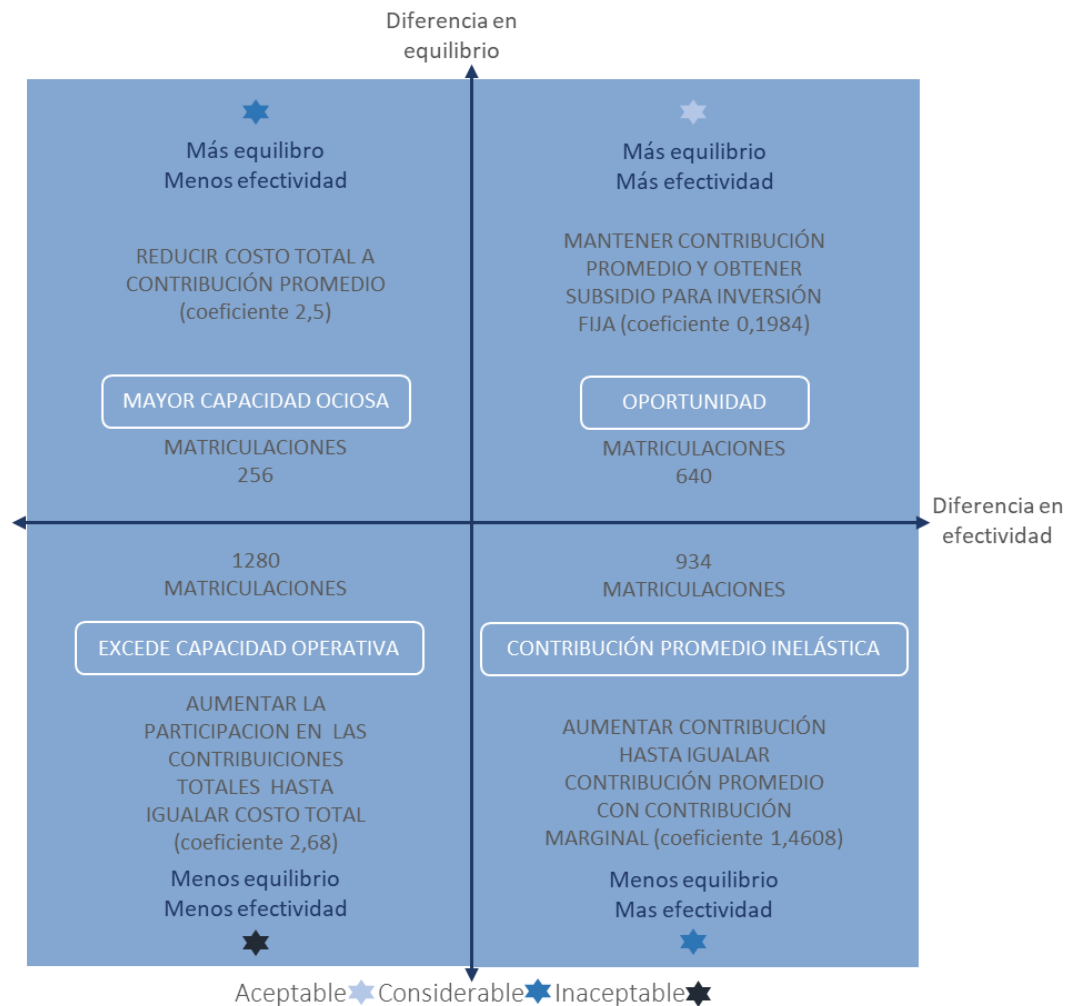 Diferencia en
equilibrio
Más equilibro
Menos efectividad
REDUCIR COSTO TOTAL A
CONTRIBUCIÓN PROMEDIO
(coeficiente 2,5)
MAYOR CAPACIDAD OCIOSA
MATRICULACIONES
256
Más equilibrio
Más efectividad
MANTENER CONTRIBUCIÓN
PROMEDIO Y OBTENER
SUBSIDIO PARA INVERSIÓN
FIJA (coeficiente 0,1984)
OPORTUNIDAD
MATRICULACIONES
640
Diferencia en
efectividad
1280
MATRICULACIONES
EXCEDE CAPACIDAD OPERATIVA
AUMENTAR LA
PARTICIPACION EN LAS
CONTRIBUICIONES
TOTALES HASTA
IGUALAR COSTO TOTAL
(coeficiente 2,68)
Menos equilibrio
Menos efectividad
934
MATRICULACIONES
CONTRIBUCIÓN PROMEDIO INELÁSTICA
AUMENTAR CONTRIBUCIÓN
HASTA IGUALAR
CONTRIBUCIÓN PROMEDIO
CON CONTRIBUCIÓN
MARGINAL (coeficiente 1,4608)
Menos equilibrio
Mas efectividad
Aceptable Considerable Inaceptable